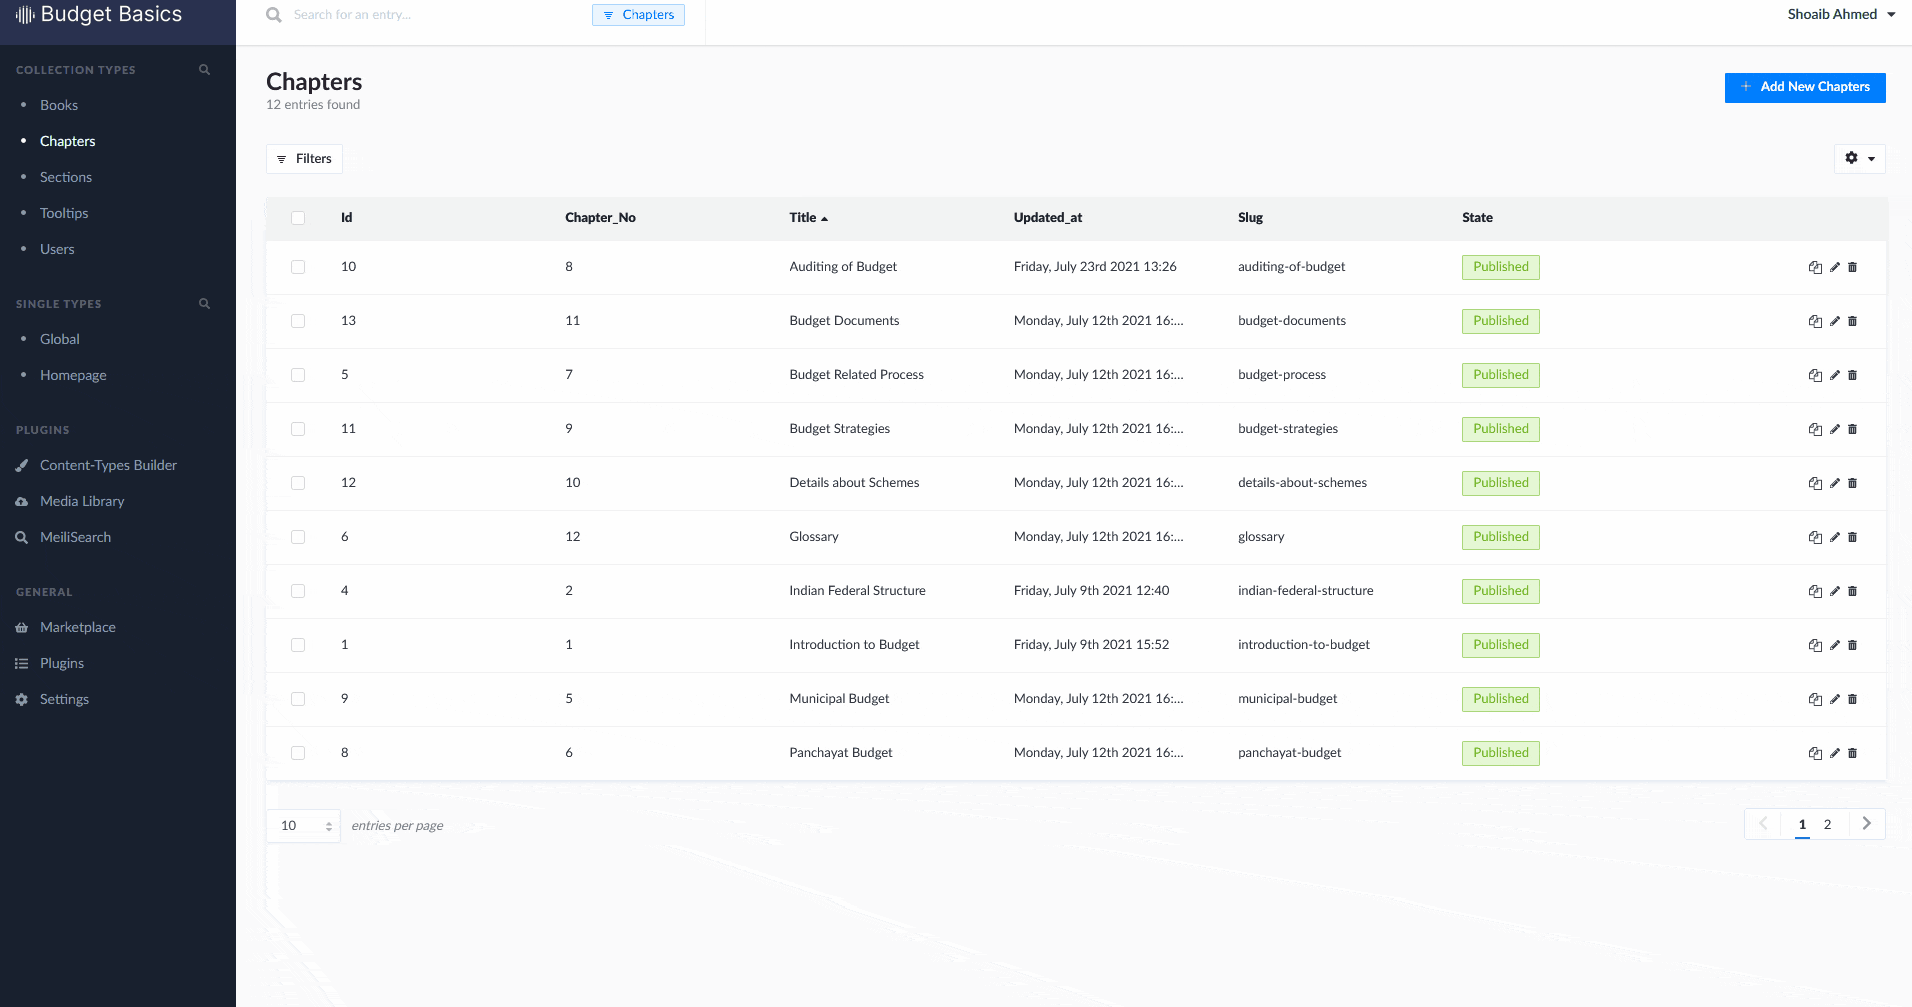 Budget Basics
Search for an entry...
Chapters
Shoaib Ahmed
COLLECTION TYPES
Books
Chapters
Sections
Tooltips
Users
SINGLE TYPES
Global
Homepage
PLUGINS
Content-Types Builder
Media Library
MeiliSearch
GENERAL
Marketplace
Plugins
Settings
Chapters
12 entries found
Add New Chapters
Filters
Id Chapter_No Title Updated_at Slug State
10 8 Auditing of Budget Friday, July 23rd 2021 13:26 auditing-of-budget Published
13 11 Budget Documents Monday, July 12th 2021 16:... budget-documents Published
5 7 Budget Related Process Monday, July 12th 2021 16:... budget-process Published
11 9 Budget Strategies Monday, July 12th 2021 16:... budget-strategies Published
12 10 Details about Schemes Monday, July 12th 2021 16:... details-about-schemes Published
6 12 Glossary Monday, July 12th 2021 16:... glossary Published
4 2 Indian Federal Structure Friday, July 9th 2021 12:40 indian-federal-structure Published
1 1 Introduction to Budget Friday, July 9th 2021 15:52 introduction-to-budget Published
9 5 Municipal Budget Monday, July 12th 2021 16:... municipal-budget Published
8 6 Panchayat Budget Monday, July 12th 2021 16:... panchayat-budget Published
10 entries per page
1 2